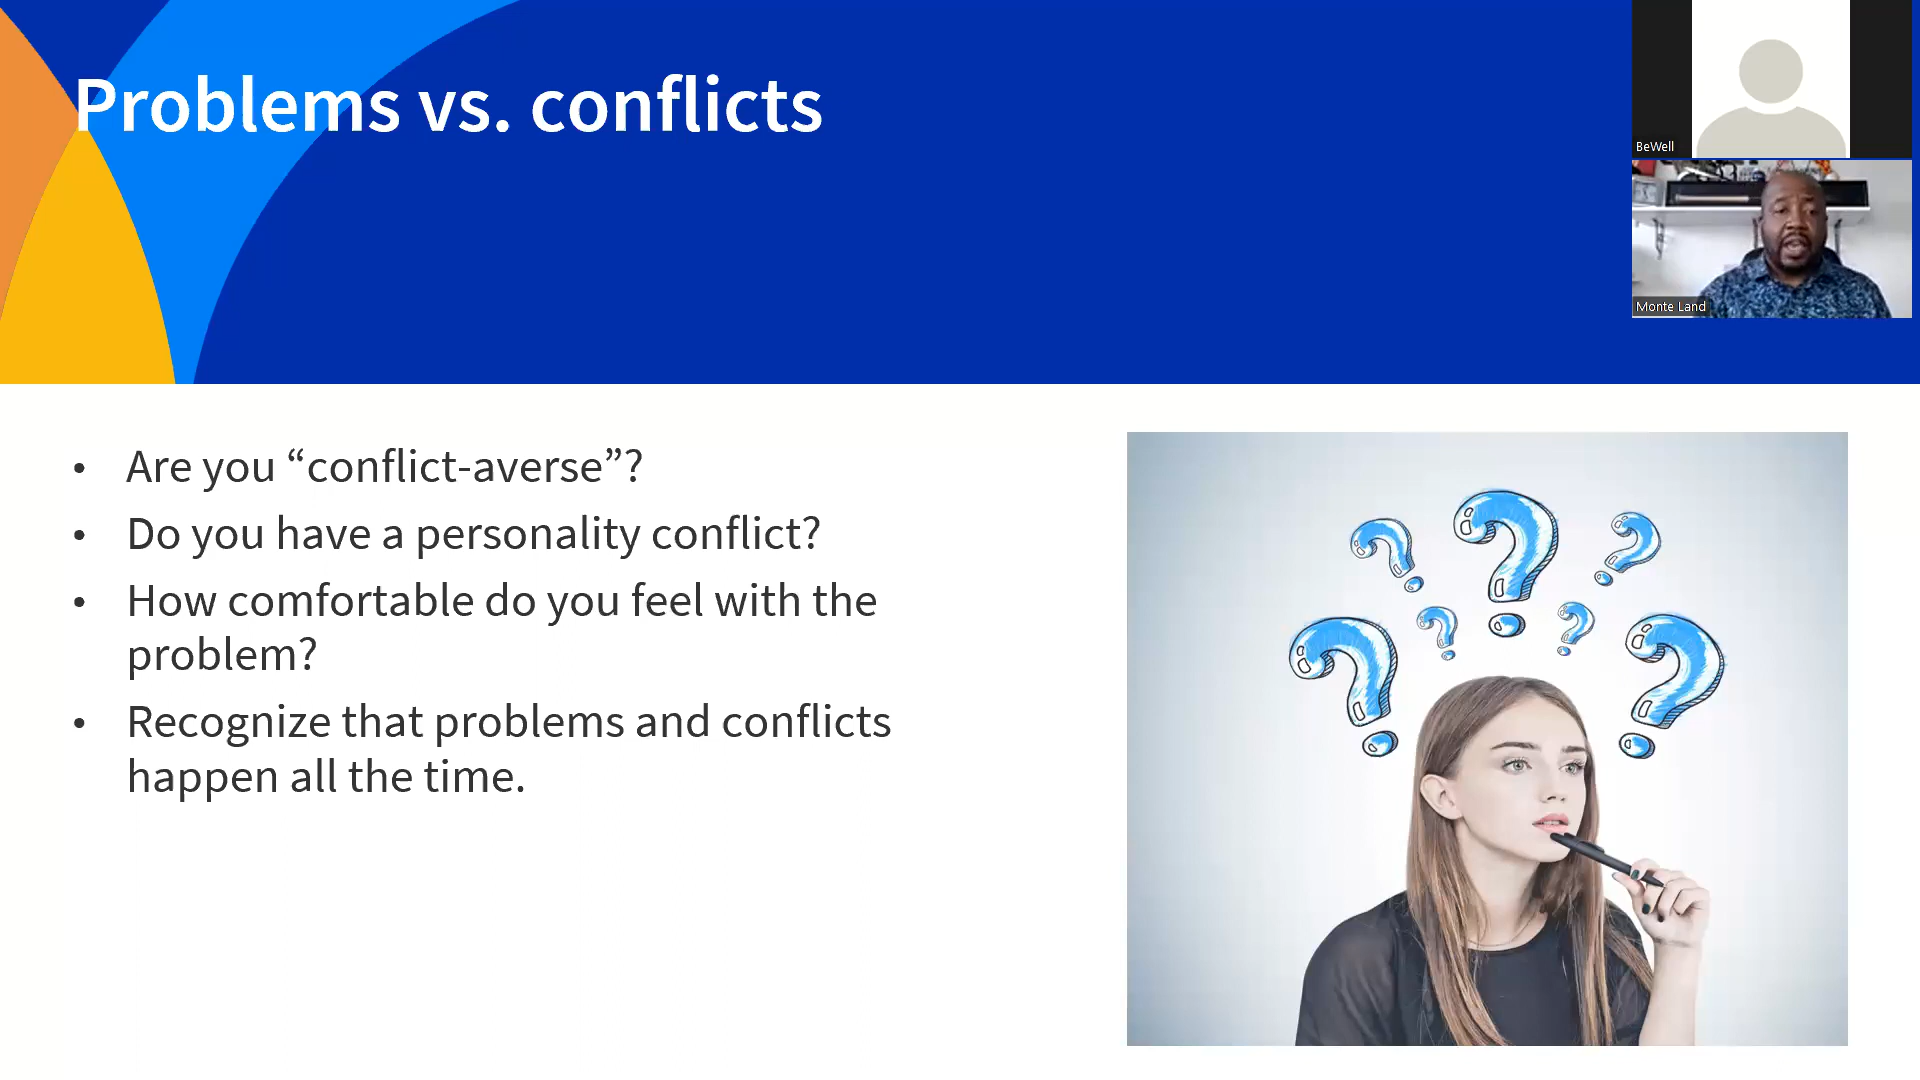 Problems vs. conflicts
BeWell
Monte Land
• Are you “conflict-averse”?
• Do you have a personality conflict?
• How comfortable do you feel with the
problem?
• Recognize that problems and conflicts
happen all the time.
? ? ? ? ? ? ?